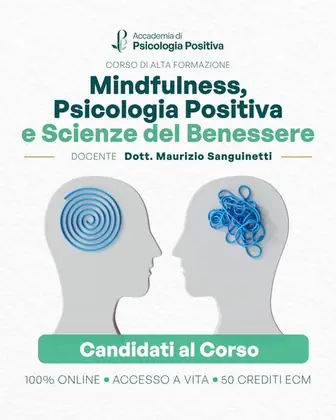 Accademia di
Psicologia Positiva
CORSO DI ALTA FORMAZIONE
Mindfulness,
Psicologia Positiva
e Scienze del Benessere
DOCENTE Dott. Maurizio Sanguinetti
Candidati al Corso
100% ONLINE • ACCESSO A VITA • 50 CREDITI ECM